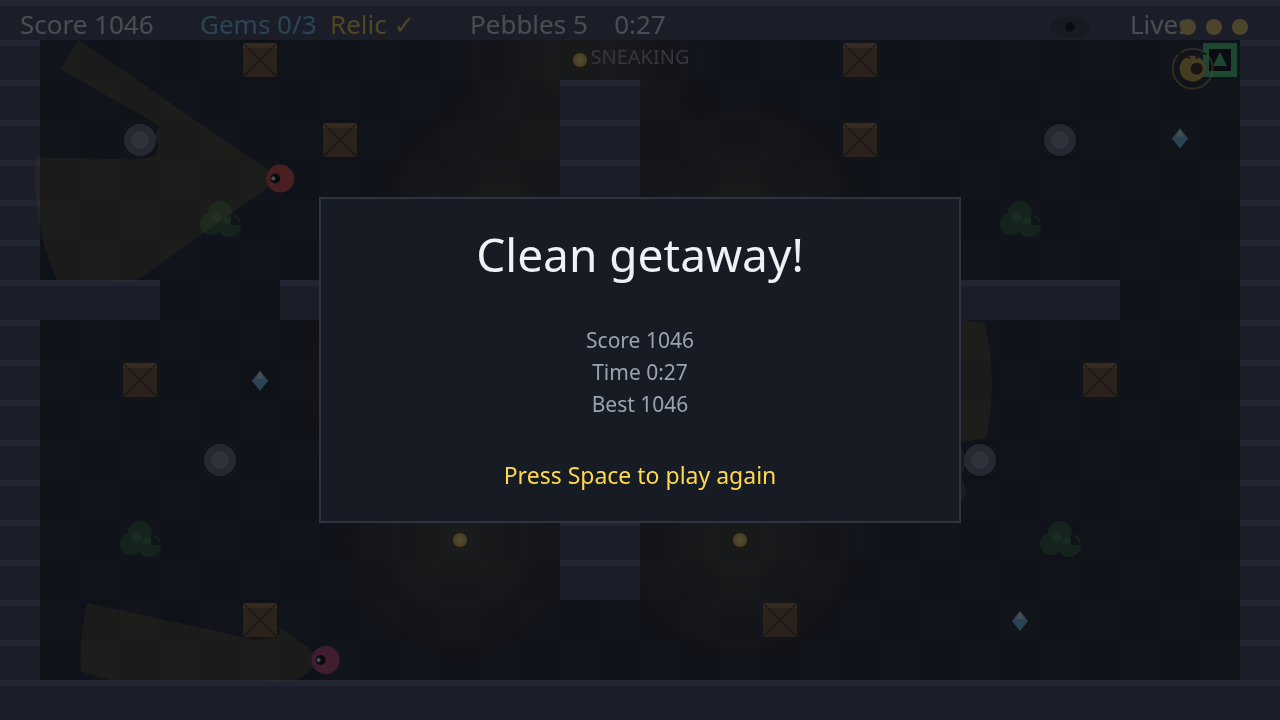 Score 1046 Gems 0/3 Relic ✓ Pebbles 5 0:27 Lives
SNEAKING
Clean getaway!
Score 1046
Time 0:27
Best 1046
Press Space to play again